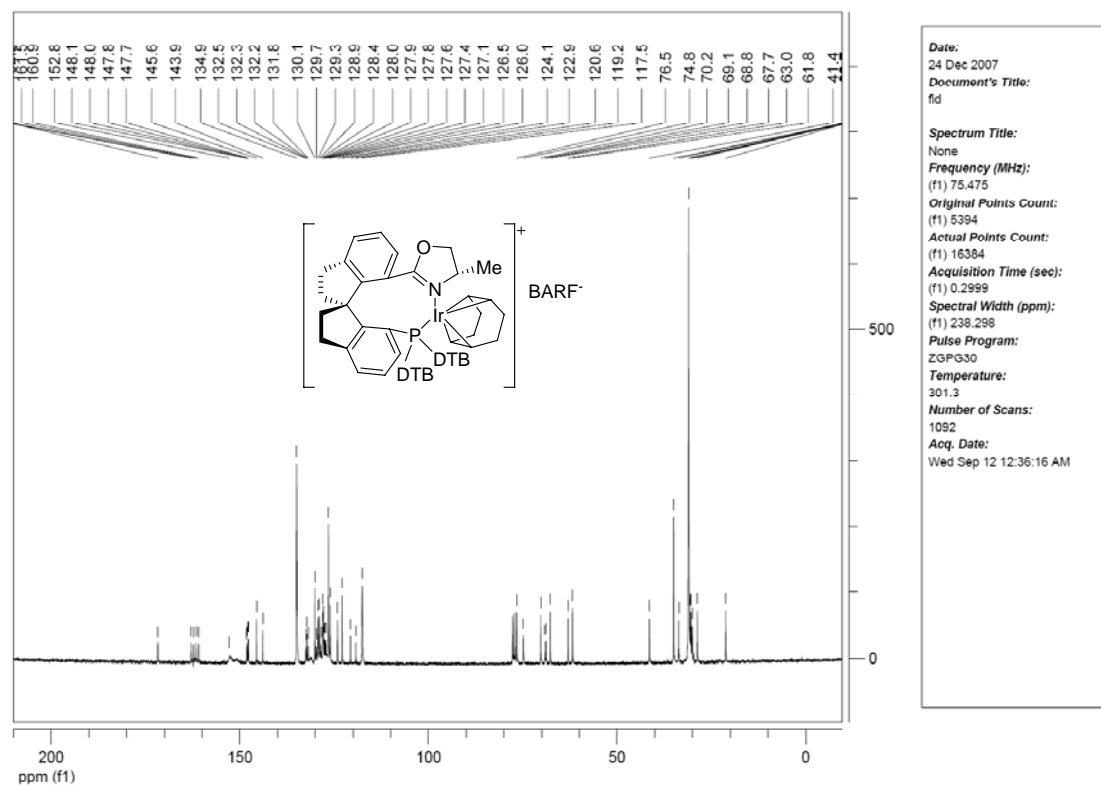 161.5
160.9
152.8
148.1
148.0
147.8
147.7
145.6
143.9
134.9
132.5
132.3
132.2
131.8
130.1
129.7
129.3
128.9
128.4
128.0
127.9
127.8
127.6
127.4
127.1
126.5
126.0
124.1
122.9
120.6
119.2
117.5
76.5
74.8
70.2
69.1
68.8
67.7
63.0
61.8
41.4
Date:
24 Dec 2007
Document's Title:
fid
Spectrum Title:
None
Frequency (MHz):
(f1) 75.475
Original Points Count:
(f1) 5394
Actual Points Count:
(f1) 16384
Acquisition Time (sec):
(f1) 0.2999
Spectral Width (ppm):
(f1) 238.298
Pulse Program:
ZGPG30
Temperature:
301.3
Number of Scans:
1092
Acq. Date:
Wed Sep 12 12:36:16 AM
+
O
Me
N
BARF-
Ir
P
DTB
DTB
500
0
200 150 100 50 0
ppm (f1)